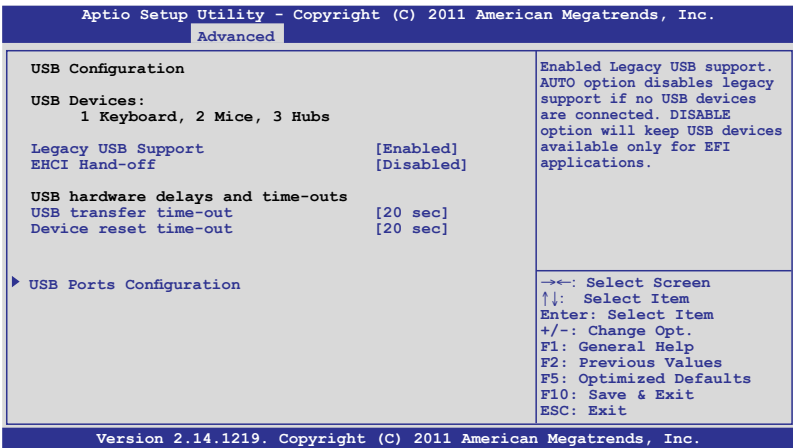 Aptio Setup Utility - Copyright (C) 2011 American Megatrends, Inc.
Advanced
USB Configuration
USB Devices:
1 Keyboard, 2 Mice, 3 Hubs
Legacy USB Support [Enabled]
EHCI Hand-off [Disabled]
USB hardware delays and time-outs
USB transfer time-out [20 sec]
Device reset time-out [20 sec]
USB Ports Configuration
Enabled Legacy USB support.
AUTO option disables legacy
support if no USB devices
are connected. DISABLE
option will keep USB devices
available only for EFI
applications.
→←: Select Screen
↑↓: Select Item
Enter: Select Item
+/-: Change Opt.
F1: General Help
F2: Previous Values
F5: Optimized Defaults
F10: Save & Exit
ESC: Exit
Version 2.14.1219. Copyright (C) 2011 American Megatrends, Inc.